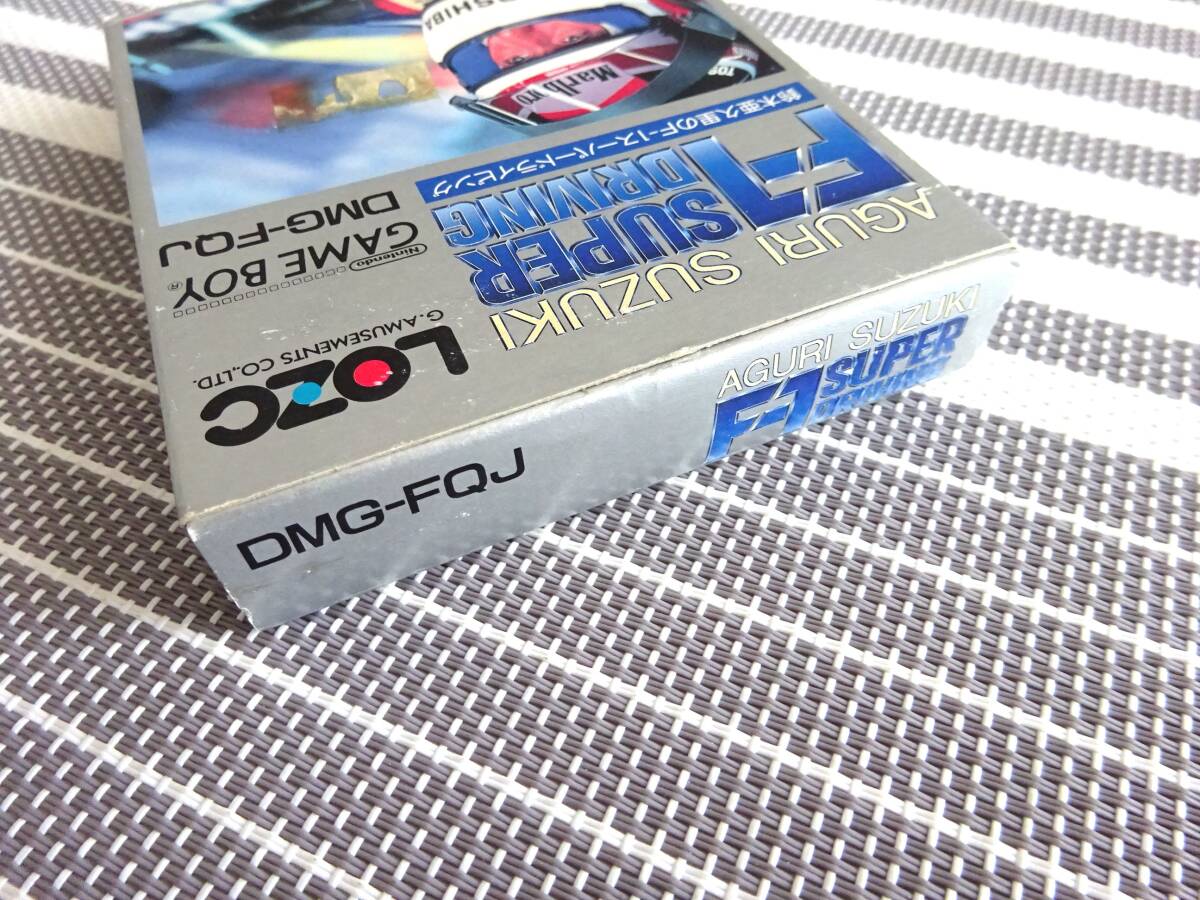 AGURI SUZUKI
F-1 SUPER
DRIVING
鈴木亜久里のF-1スーパードライビング
TOSHIBA
Marlboro
TOS
LOZC
G.AMUSEMENTS CO.,LTD.
Nintendo
GAME BOY®
DMG-FQJ
AGURI SUZUKI
F-1 SUPER
DRIVING
DMG-FQJ